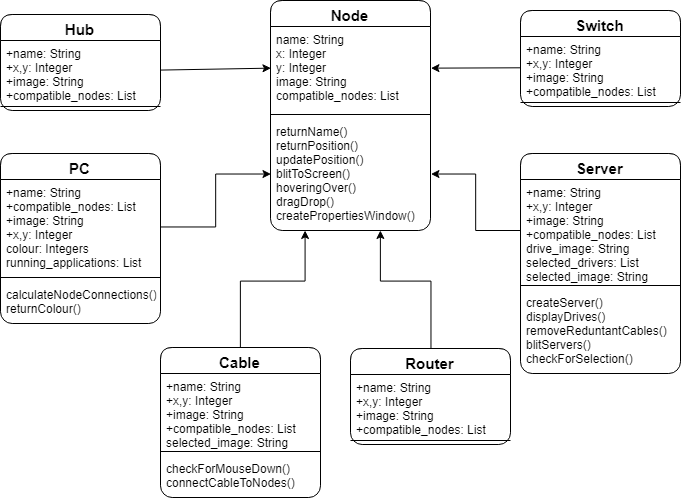 Hub
+name: String
+x,y: Integer
+image: String
+compatible_nodes: List
Node
name: String
x: Integer
y: Integer
image: String
compatible_nodes: List
returnName()
returnPosition()
updatePosition()
blitToScreen()
hoveringOver()
dragDrop()
createPropertiesWindow()
Switch
+name: String
+x,y: Integer
+image: String
+compatible_nodes: List
PC
+name: String
+compatible_nodes: List
+image: String
+x,y: Integer
colour: Integers
running_applications: List
calculateNodeConnections()
returnColour()
Server
+name: String
+x,y: Integer
+image: String
+compatible_nodes: List
drive_image: String
selected_drivers: List
selected_image: String
createServer()
displayDrives()
removeReduntantCables()
blitServers()
checkForSelection()
Cable
+name: String
+x,y: Integer
+image: String
+compatible_nodes: List
selected_image: String
checkForMouseDown()
connectCableToNodes()
Router
+name: String
+x,y: Integer
+image: String
+compatible_nodes: List